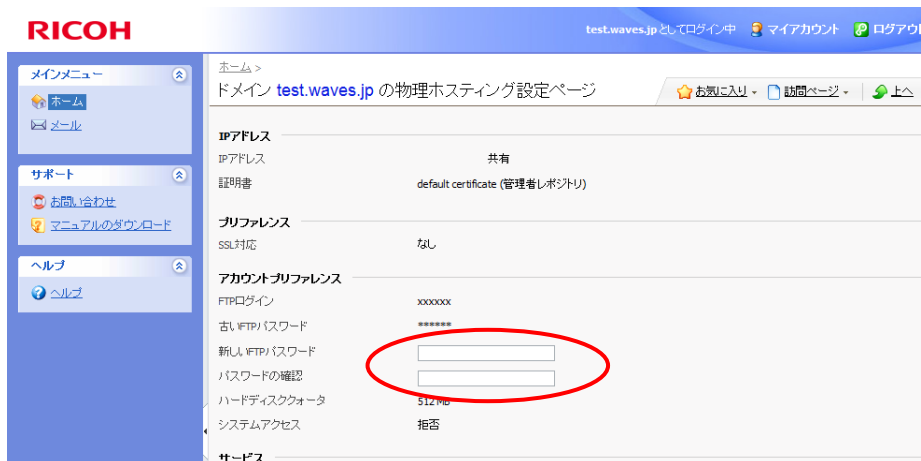 RICOH
test.waves.jp としてログイン中 マイアカウント ログアウ
メインメニュー
ホーム
メール
サポート
お問い合わせ
マニュアルのダウンロード
ヘルプ
ヘルプ
ホーム >
ドメイン test.waves.jp の物理ホスティング設定ページ
お気に入り 訪問ページ 上へ
IPアドレス
IPアドレス 共有
証明書 default certificate (管理者レポジトリ)
プリファレンス
SSL対応 なし
アカウントプリファレンス
FTPログイン xxxxxx
古いFTPパスワード ******
新しいFTPパスワード
パスワードの確認
ハードディスククォータ 512 MB
システムアクセス 拒否
サービス